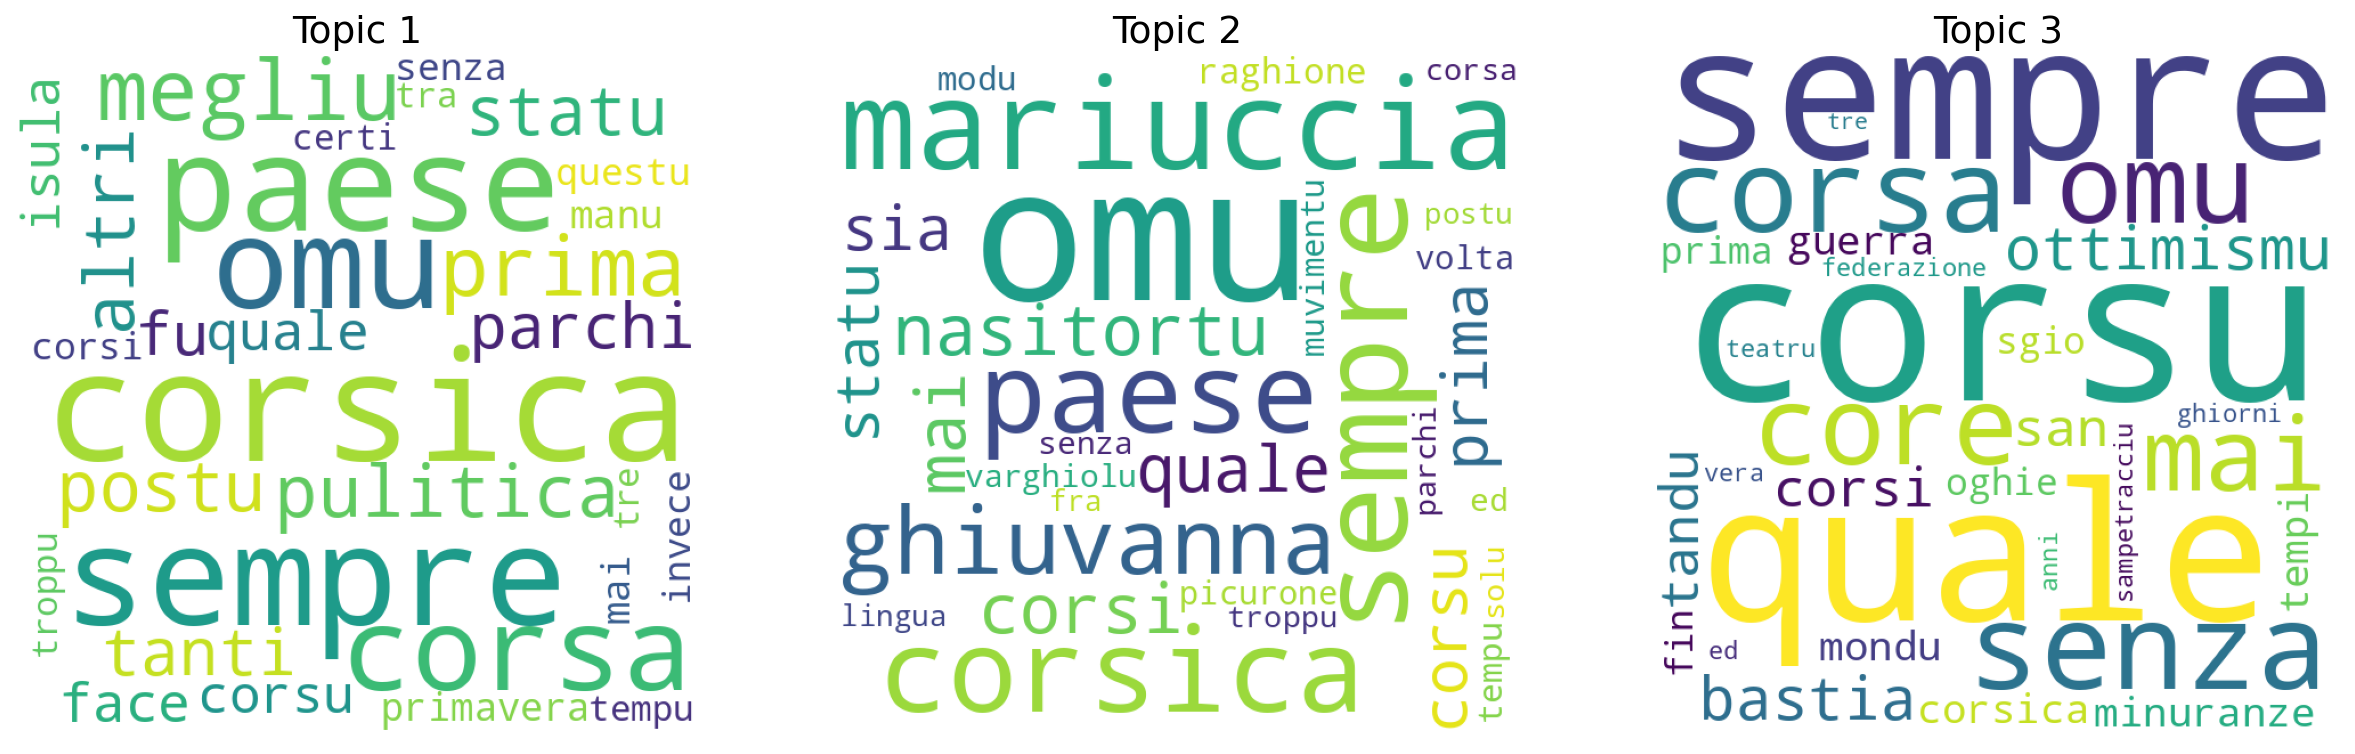 Topic 1
senza
megliu
tra
statu
isula
certi
altri
paese
questu
manu
omu
prima
fu
quale
parchi
corsi
corsica
postu
pulitica
tre
invece
troppu
sempre
mai
tanti
corsa
face
corsu
primavera
tempu
Topic 2
modu
raghione
corsa
mariuccia
omu
sia
muvimentu
sempre
postu
volta
statu
nasitortu
prima
mai
paese
senza
parchi
varghiolu
quale
fra
ed
ghiuvanna
corsi
picurone
troppu
lingua
corsu
solu
tempu
corsica
Topic 3
sempre
tre
corsa
omu
prima
guerra
federazione
ottimismu
corsu
teatru
sgio
core
san
ghiorni
mai
vera
corsi
oghie
sampetracciu
tandu
quale
anni
tempi
fin
ed
mondu
senza
bastia
corsica
minuranze